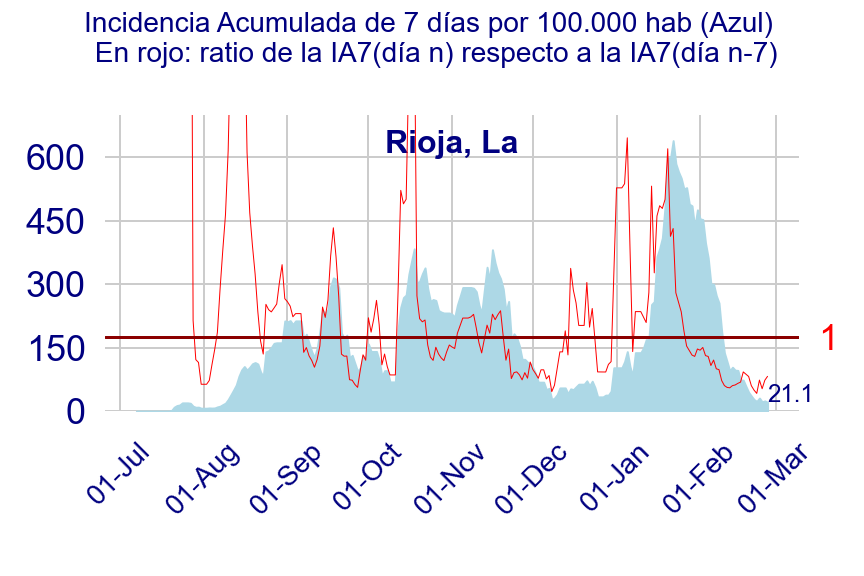 Incidencia Acumulada de 7 días por 100.000 hab (Azul)
En rojo: ratio de la IA7(día n) respecto a la IA7(día n-7)
Rioja, La
600
450
300
150
0
1
21.1
01-Jul
01-Aug
01-Sep
01-Oct
01-Nov
01-Dec
01-Jan
01-Feb
01-Mar